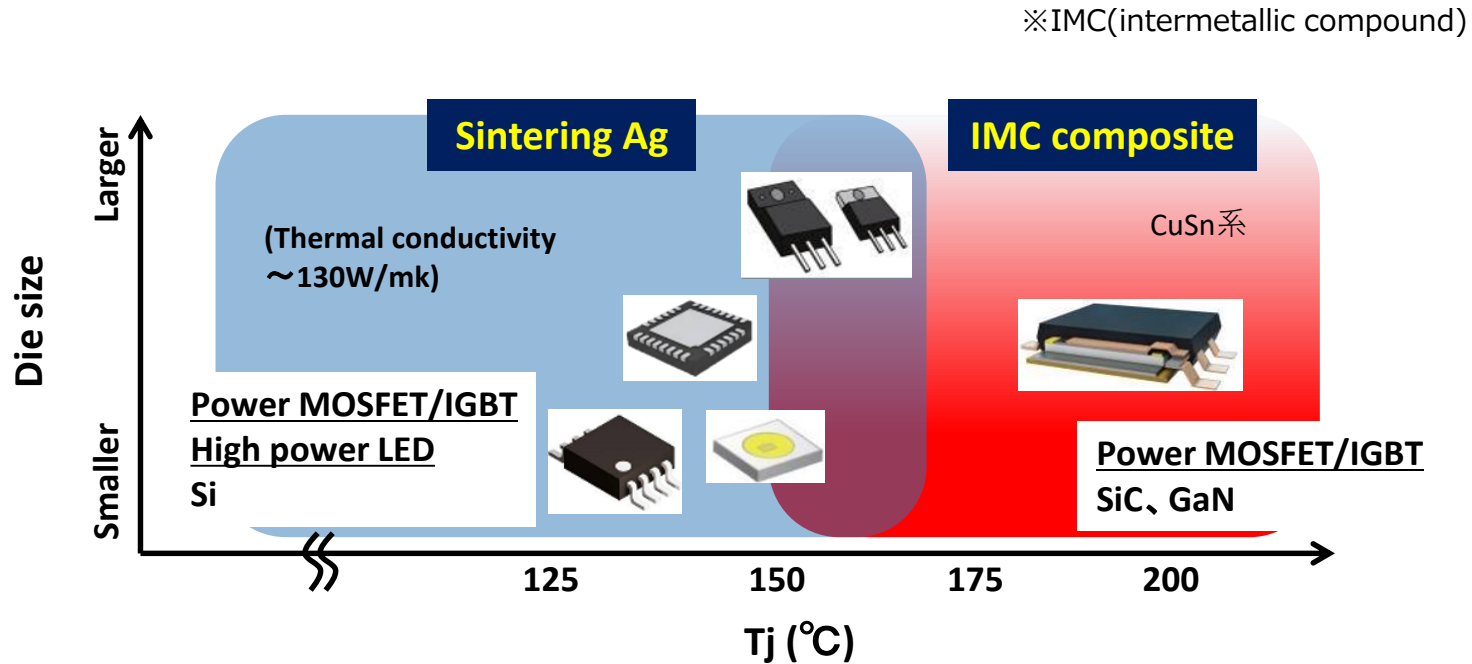 ※IMC(intermetallic compound)
Sintering Ag
IMC composite
Larger
(Thermal conductivity
～130W/mk)
CuSn系
Die size
Power MOSFET/IGBT
High power LED
Si
Smaller
Power MOSFET/IGBT
SiC、GaN
125
150
175
200
Tj (℃)